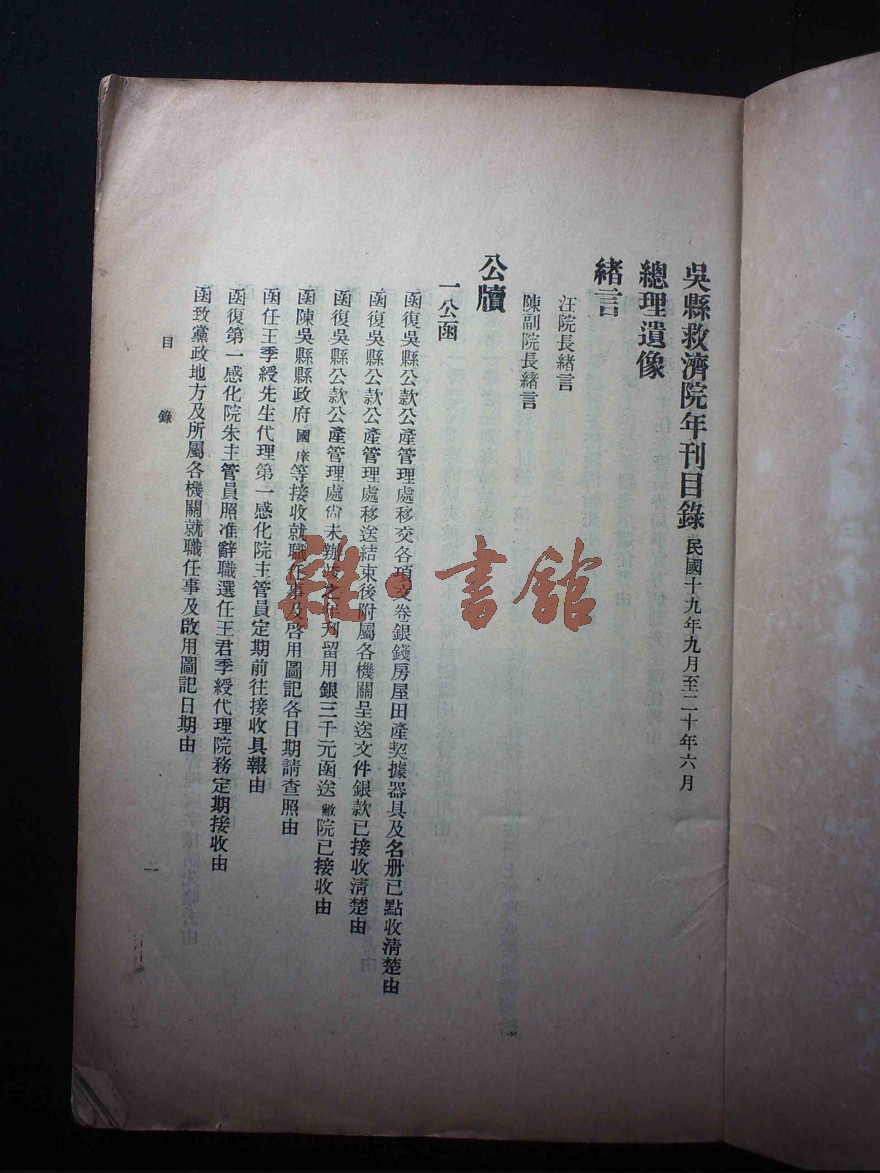 吳縣救濟院年刊目錄 民國十九年九月至二十年六月
總理遺像
緒言
汪院長緒言
陳副院長緒言
公牘
一公函
函復吳縣公款公產管理處移交各項文卷銀錢房屋田產契據器具及名册已點收清楚由
函復吳縣公款公產管理處移送結束後附屬各機關呈送文件銀款已接收清楚由
函復吳縣公款公產管理處尙未辦竣之年刊留用銀三千元函送敝院已接收由
函陳吳縣縣政府國庠等接收就職任事及啓用圖記各日期請查照由
函任王季綬先生代理第一感化院主管員定期前往接收具報由
函復第一感化院朱主管員照准辭職選任王君季綬代理院務定期接收由
函致黨政地方及所屬各機關就職任事及啟用圖記日期由
目錄
一
雜·書館